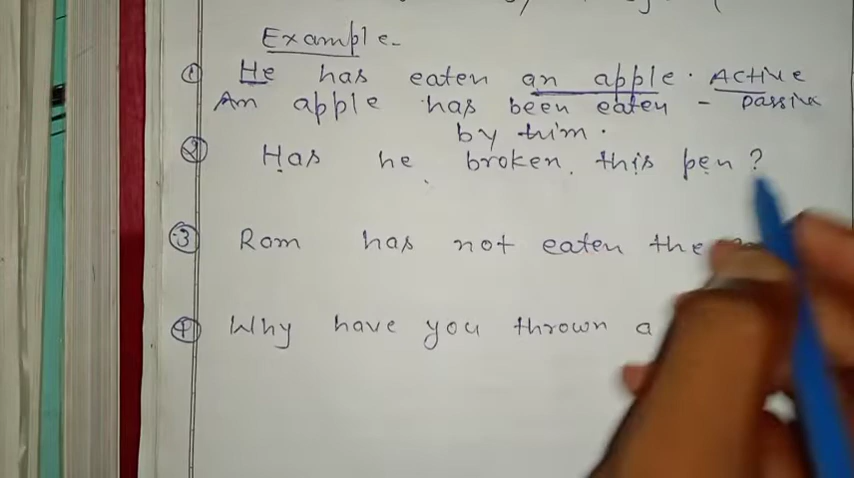 Example-
① He has eaten an apple. ACTIVE
An apple has been eaten - passive
by him.
② Has he broken this pen?
③ Ram has not eaten the
④ Why have you thrown a